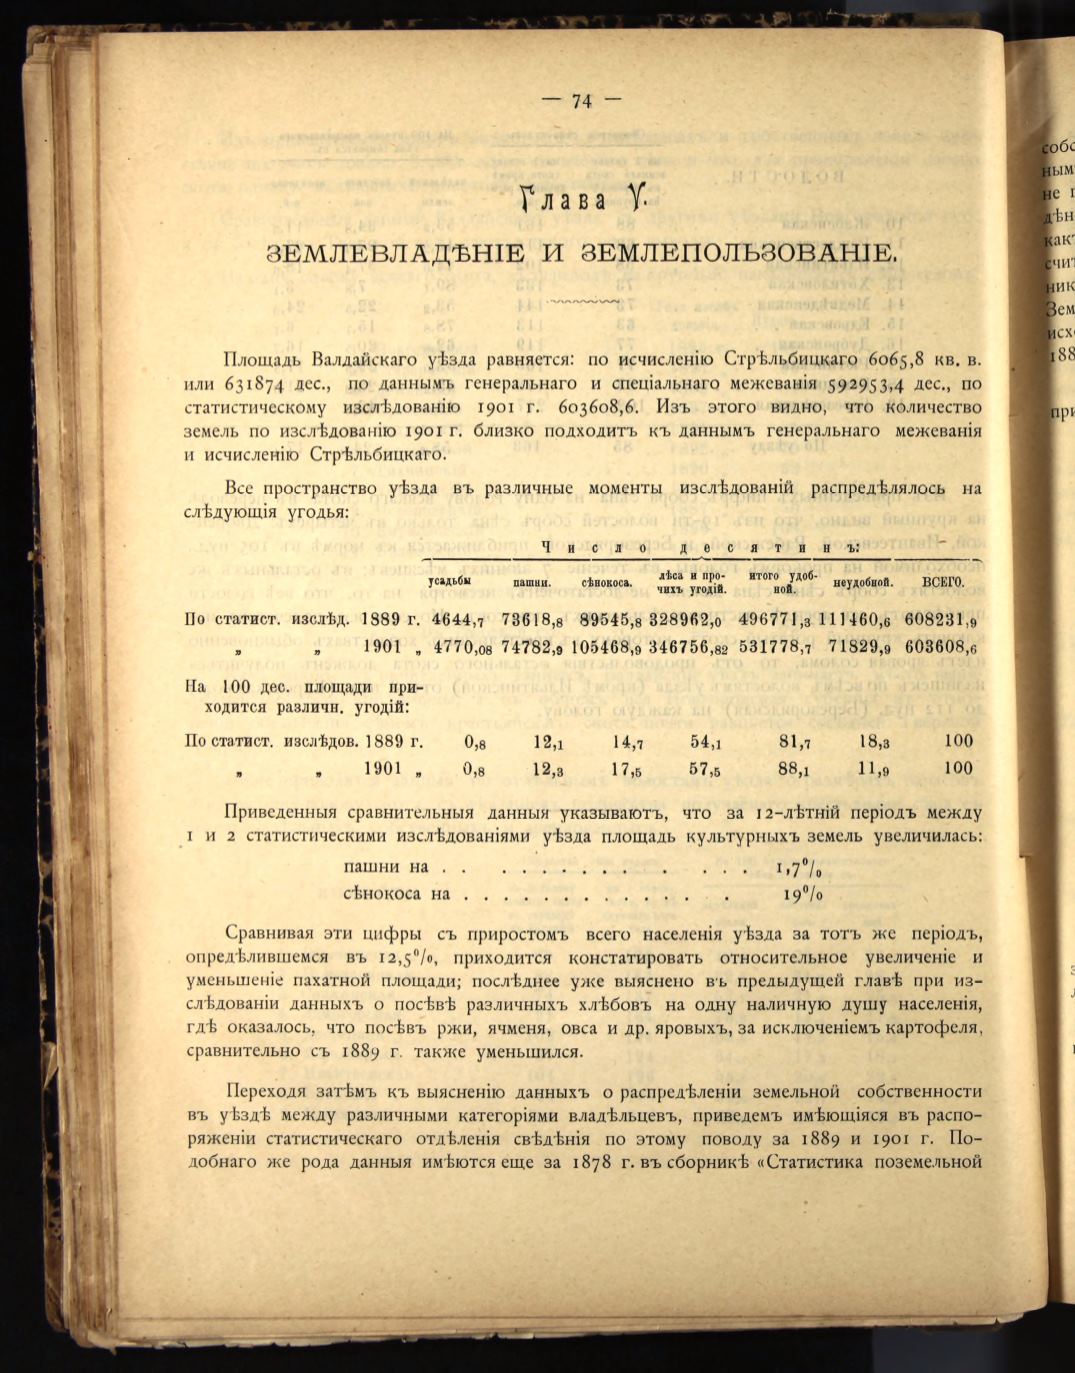 — 74 —
Глава V.
ЗЕМЛЕВЛАДѢНІЕ И ЗЕМЛЕПОЛЬЗОВАНІЕ.
Площадь Валдайскаго уѣзда равняется: по исчисленію Стрѣльбицкаго 6065,8 кв. в.
или 631874 дес., по даннымъ генеральнаго и спеціальнаго межеванія 592953,4 дес., по
статистическому изслѣдованію 1901 г. 603608,6. Изъ этого видно, что количество
земель по изслѣдованію 1901 г. близко подходитъ къ даннымъ генеральнаго межеванія
и исчисленію Стрѣльбицкаго.
Все пространство уѣзда въ различные моменты изслѣдованій распредѣлялось на
слѣдующія угодья:
Число десятинъ:
усадьбы пашни. сѣнокоса. лѣса и про- итого удоб- неудобной. ВСЕГО.
чихъ угодій. ной.
По статист. изслѣд. 1889 г. 4644,7 73618,8 89545,8 328962,0 496771,3 111460,6 608231,9
„ „ 1901 „ 4770,08 74782,9 105468,9 346756,82 531778,7 71829,9 603608,6
На 100 дес. площади при-
ходится различн. угодій:
По статист. изслѣдов. 1889 г. 0,8 12,1 14,7 54,1 81,7 18,3 100
„ „ 1901 „ 0,8 12,3 17,5 57,5 88,1 11,9 100
Приведенныя сравнительныя данныя указываютъ, что за 12-лѣтній періодъ между
1 и 2 статистическими изслѣдованіями уѣзда площадь культурныхъ земель увеличилась:
пашни на . . . . . . . . . . . . . 1,7%
сѣнокоса на . . . . . . . . . . . . . 19%
Сравнивая эти цифры съ приростомъ всего населенія уѣзда за тотъ же періодъ,
опредѣлившемся въ 12,5%, приходится констатировать относительное увеличеніе и
уменьшеніе пахатной площади; послѣднее уже выяснено въ предыдущей главѣ при из-
слѣдованіи данныхъ о посѣвѣ различныхъ хлѣбовъ на одну наличную душу населенія,
гдѣ оказалось, что посѣвъ ржи, ячменя, овса и др. яровыхъ, за исключеніемъ картофеля,
сравнительно съ 1889 г. также уменьшился.
Переходя затѣмъ къ выясненію данныхъ о распредѣленіи земельной собственности
въ уѣздѣ между различными категоріями владѣльцевъ, приведемъ имѣющіяся въ распо-
ряженіи статистическаго отдѣленія свѣдѣнія по этому поводу за 1889 и 1901 г. По-
добнаго же рода данныя имѣются еще за 1878 г. въ сборникѣ «Статистика поземельной